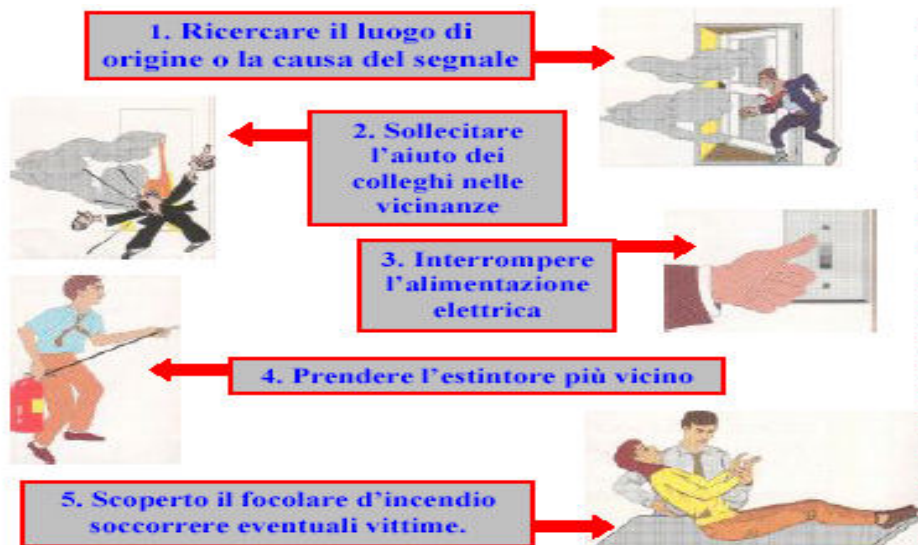 1. Ricercare il luogo di
origine o la causa del segnale
2. Sollecitare
l’aiuto dei
colleghi nelle
vicinanze
3. Interrompere
l’alimentazione
elettrica
4. Prendere l’estintore più vicino
5. Scoperto il focolare d’incendio
soccorrere eventuali vittime.